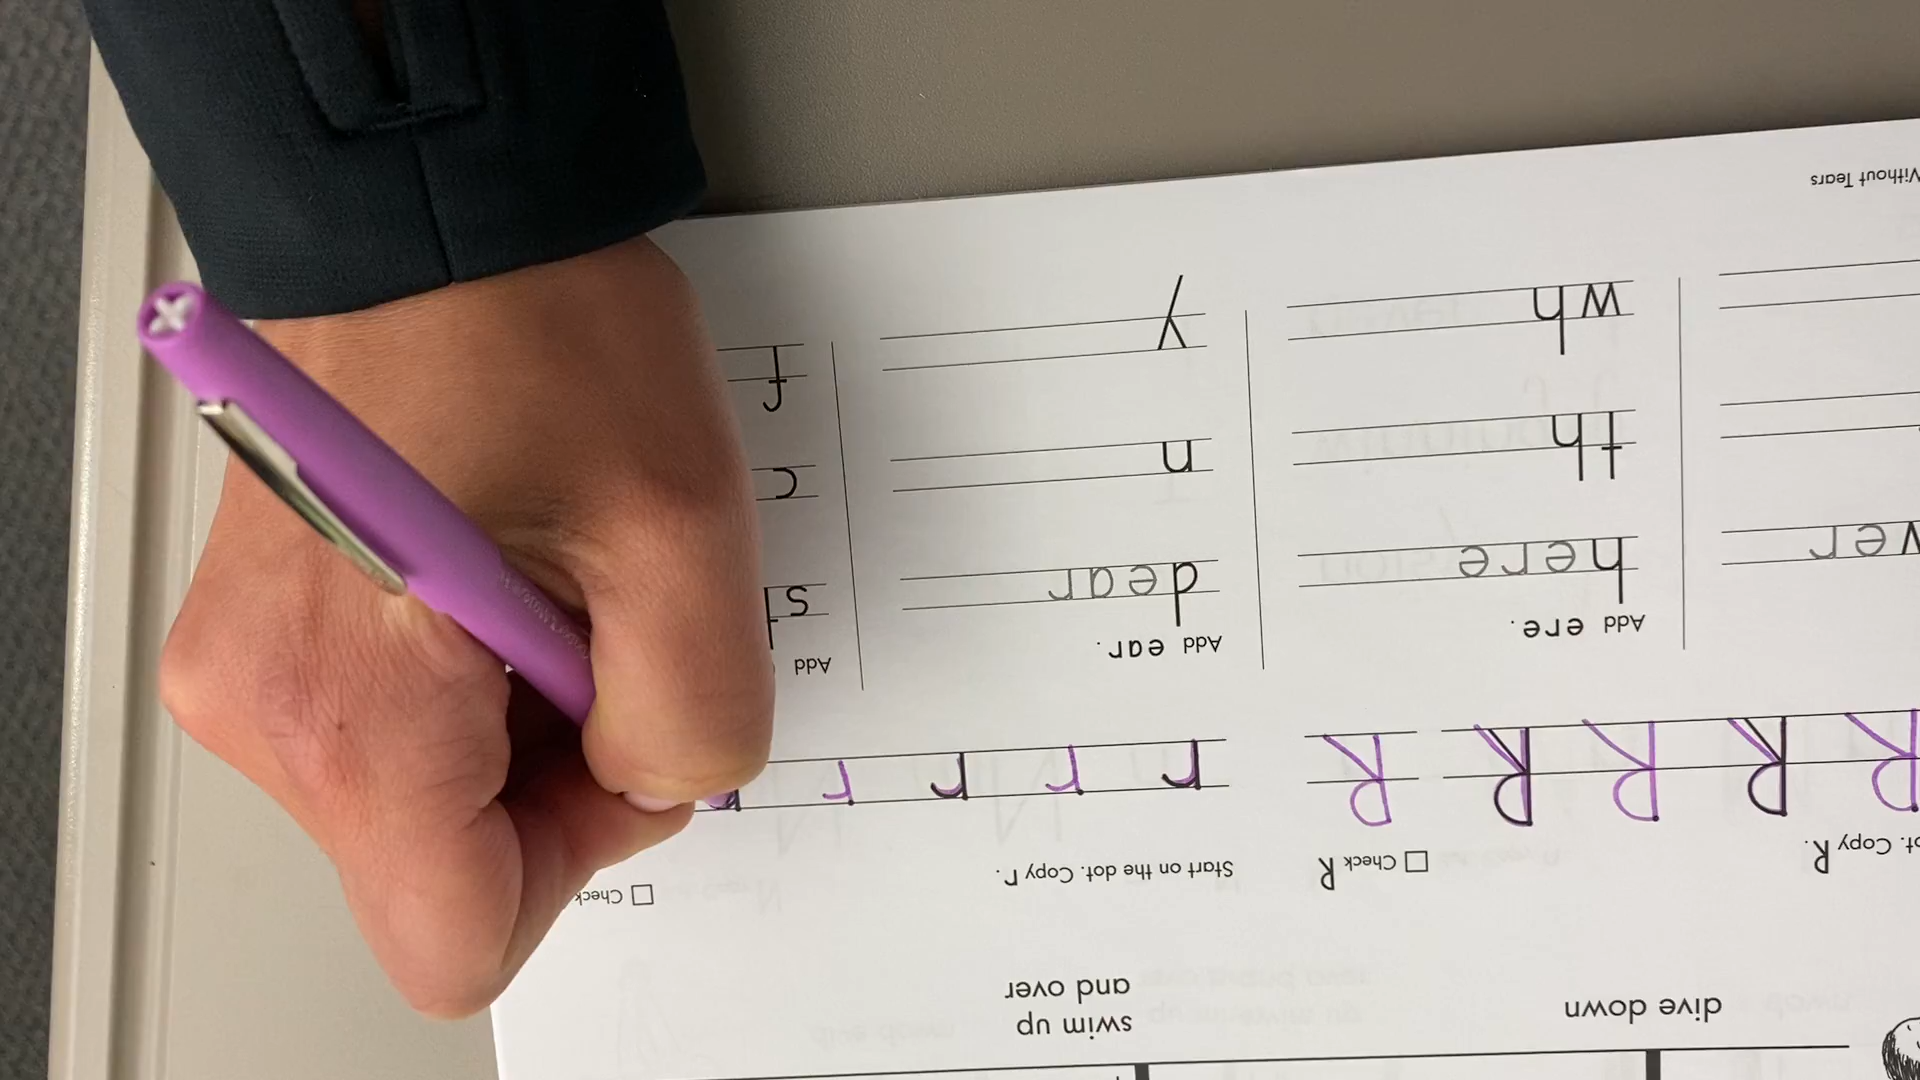 dive down
swim up
and over
Copy R.
Check R
Start on the dot. Copy r.
Check
R R R R R
r r r r r
Add ere.
Add ear.
Add
ver here dear
th n c
wh y f
Without Tears